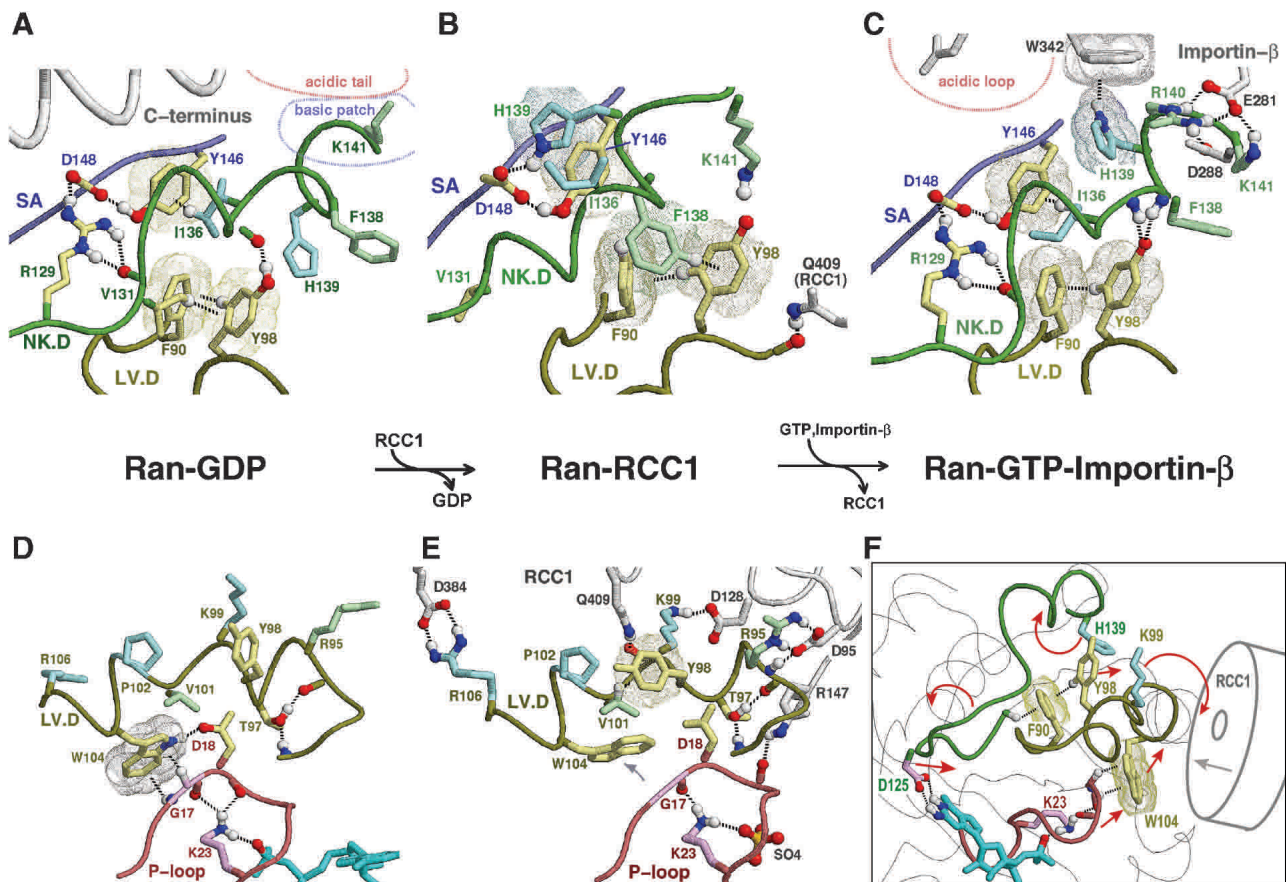 A
acidic tail
basic patch
C-terminus
K141
D148
Y146
SA
I136
F138
R129
V131
H139
NK.D
F90
Y98
LV.D
B
H139
Y146
K141
SA
D148
I136
F138
V131
NK.D
Y98
Q409
(RCC1)
F90
LV.D
C
W342
Importin-β
acidic loop
R140
E281
Y146
H139
D288
D148
K141
SA
I136
F138
R129
NK.D
Y98
F90
LV.D
Ran-GDP
RCC1
GDP
Ran-RCC1
GTP,Importin-β
RCC1
Ran-GTP-Importin-β
D
K99
Y98
R95
R106
P102
V101
LV.D
T97
D18
W104
G17
K23
P-loop
E
RCC1
D384
Q409
K99
D128
R95
D95
P102
Y98
R106
LV.D
T97
R147
V101
D18
W104
G17
SO4
K23
P-loop
F
H139
K99
RCC1
Y98
F90
D125
K23
W104